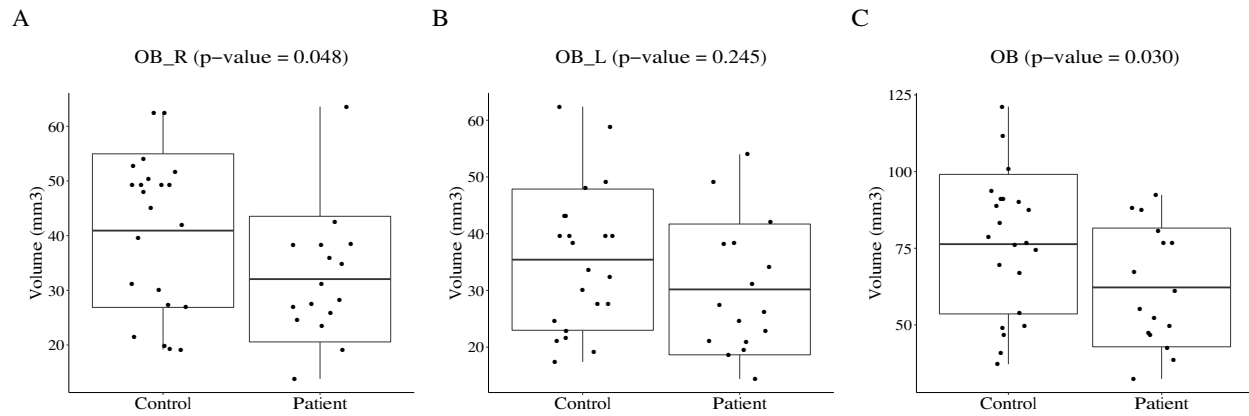 A
OB_R (p−value = 0.048)
Volume (mm3)
60
50
40
30
20
Control
Patient
B
OB_L (p−value = 0.245)
Volume (mm3)
60
50
40
30
20
Control
Patient
C
OB (p−value = 0.030)
Volume (mm3)
125
100
75
50
Control
Patient